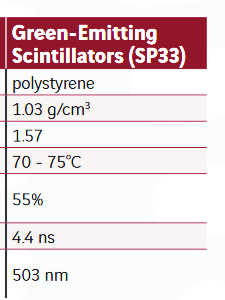 Green-Emitting
Scintillators (SP33)
polystyrene
1.03 g/cm³
1.57
70 - 75°C
55%
4.4 ns
503 nm